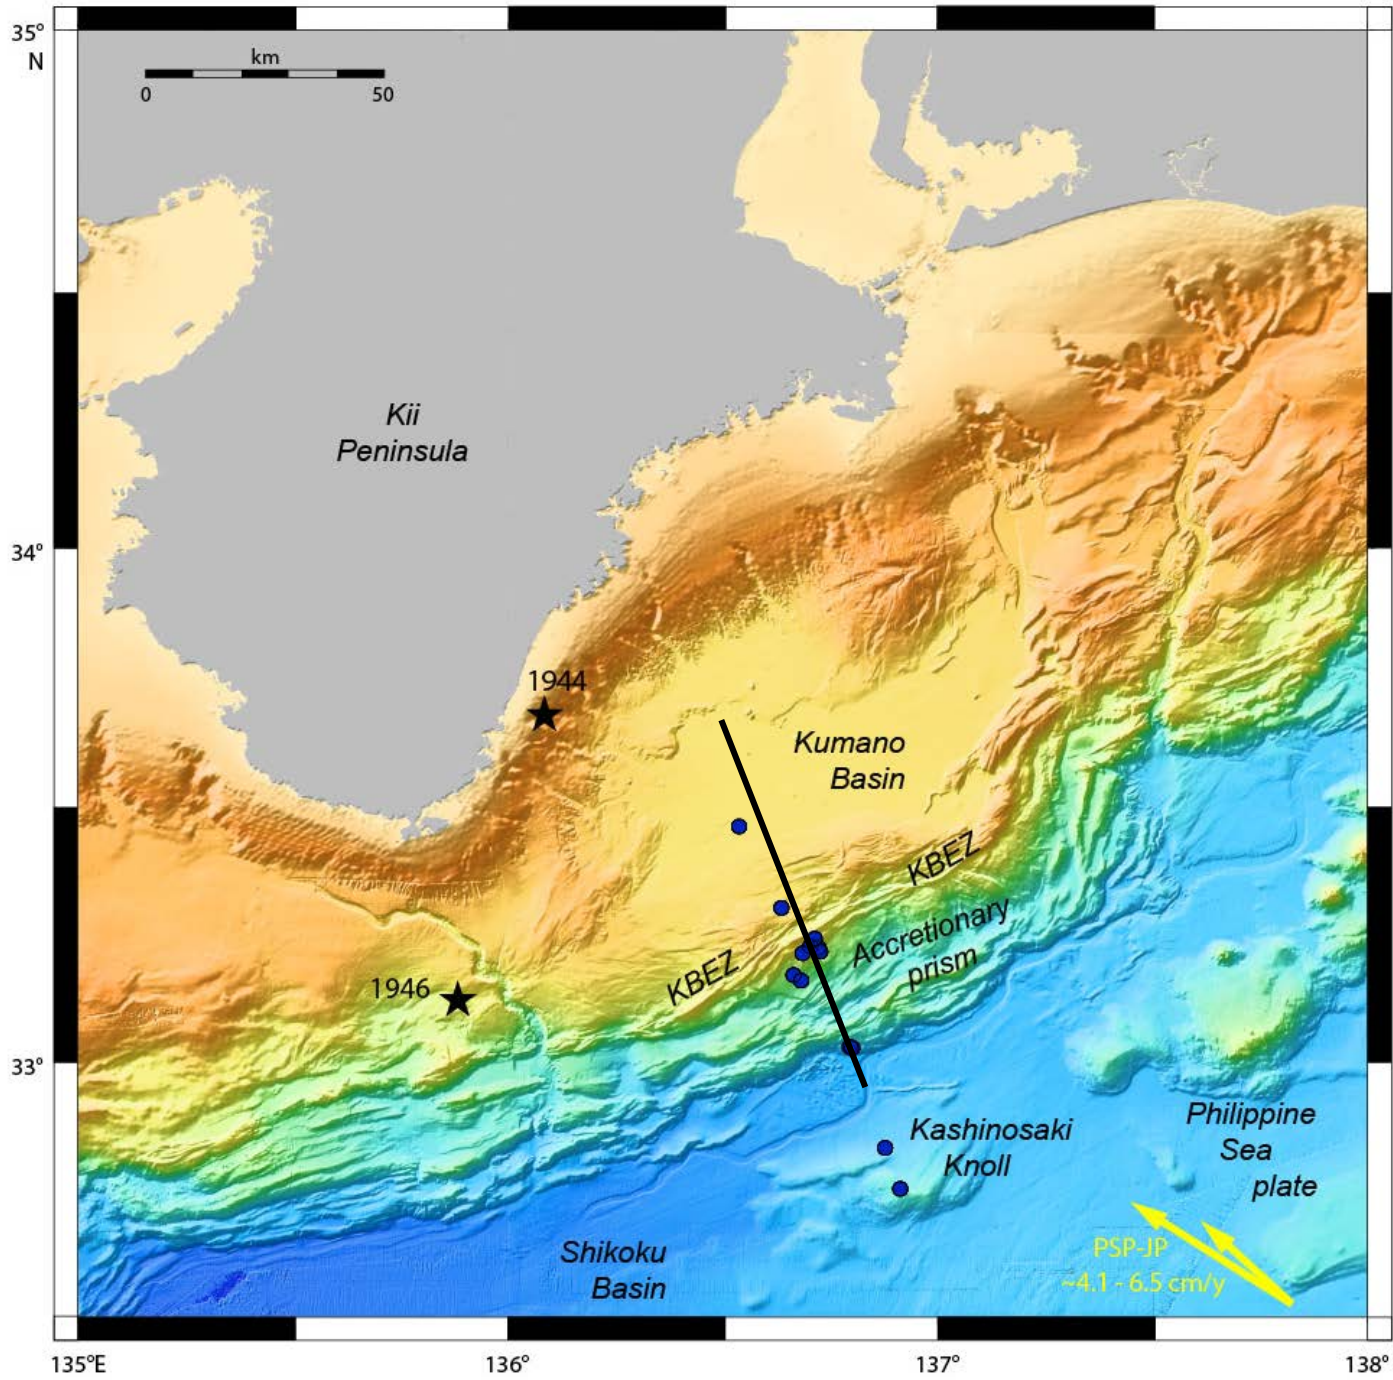 35°
N
km
0 50
Kii
Peninsula
34°
1944
Kumano
Basin
KBEZ
Accretionary
prism
KBEZ
1946
33°
Kashinosaki
Knoll
Philippine
Sea
plate
Shikoku
Basin
PSP-JP
~4.1 - 6.5 cm/y
135°E 136° 137° 138°